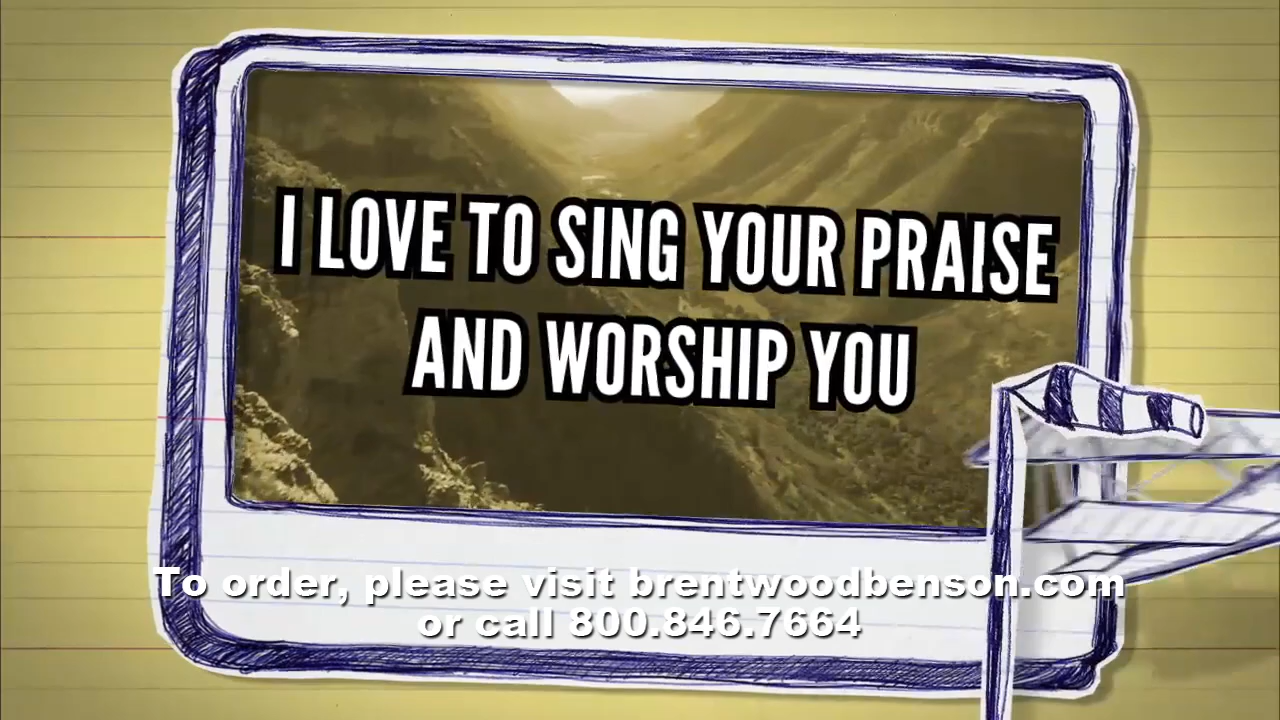 I LOVE TO SING YOUR PRAISE
AND WORSHIP YOU
To order, please visit brentwoodbenson.com
or call 800.846.7664